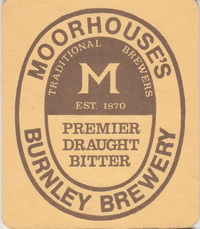 MOORHOUSE'S
TRADITIONAL BREWERS
M
EST. 1870
PREMIER
DRAUGHT
BITTER
BURNLEY BREWERY